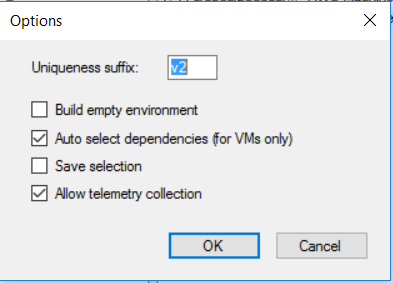 Options
Uniqueness suffix: v2
Build empty environment
Auto select dependencies (for VMs only)
Save selection
Allow telemetry collection
OK Cancel